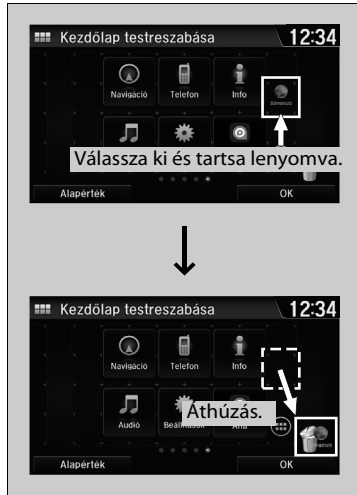 Kezdőlap testreszabása 12:34
Navigáció Telefon Info Böngésző
Válassza ki és tartsa lenyomva.
Alapérték OK
Kezdőlap testreszabása 12:34
Navigáció Telefon Info
Audió
Áthúzás.
Alapérték OK